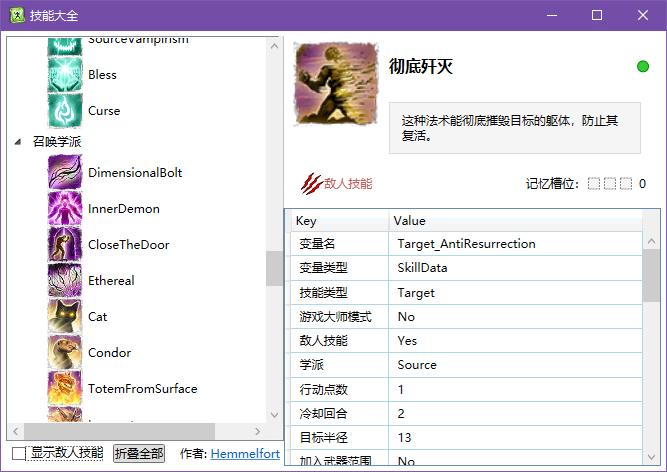 技能大全
SourceVampirism
Bless
Curse
召唤学派
DimensionalBolt
InnerDemon
CloseTheDoor
Ethereal
Cat
Condor
TotemFromSurface
显示敌人技能
折叠全部
作者: Hemmelfort
彻底歼灭
这种法术能彻底摧毁目标的躯体，防止其
复活。
敌人技能
记忆槽位: 0
Key Value
变量名 Target_AntiResurrection
变量类型 SkillData
技能类型 Target
游戏大师模式 No
敌人技能 Yes
学派 Source
行动点数 1
冷却回合 2
目标半径 13
加入武器范围 No